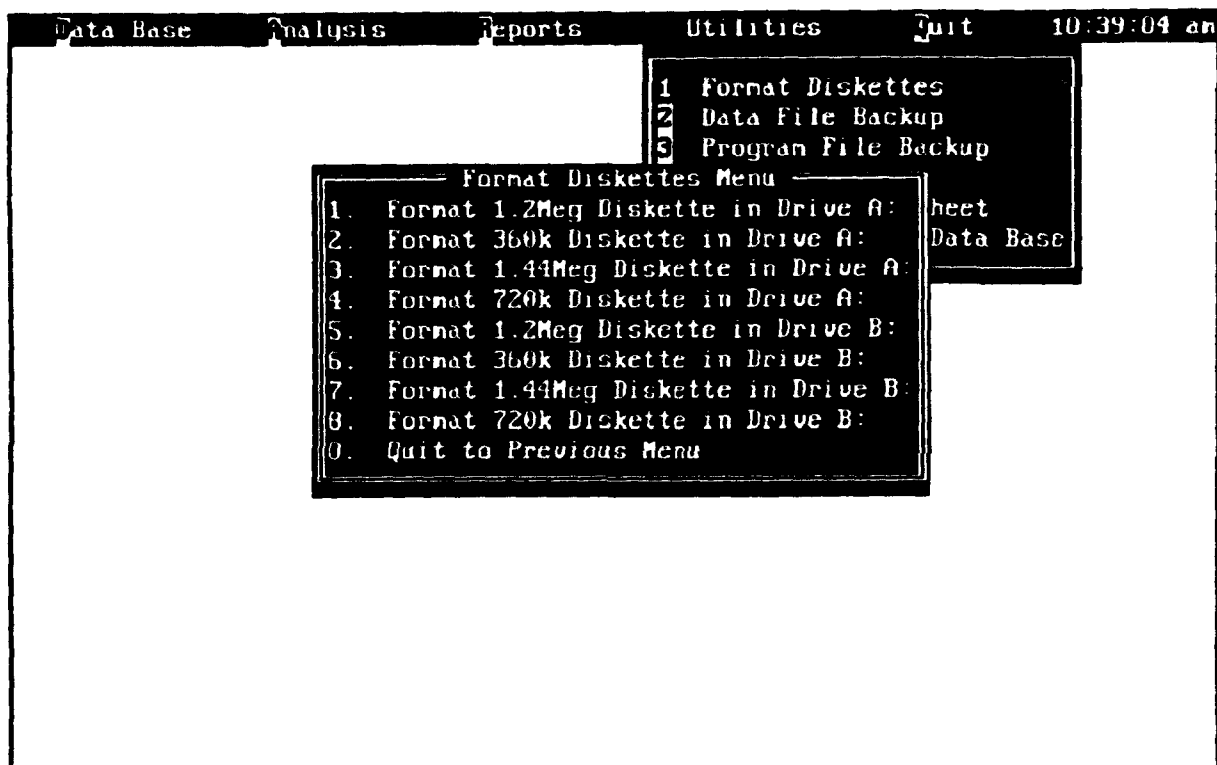 Data Base Analysis Reports Utilities Quit 10:39:04 am
1 Format Diskettes
2 Data File Backup
3 Program File Backup
Format Diskettes Menu
1. Format 1.2Meg Diskette in Drive A: heet
2. Format 360k Diskette in Drive A: Data Base
3. Format 1.44Meg Diskette in Drive A:
4. Format 720k Diskette in Drive A:
5. Format 1.2Meg Diskette in Drive B:
6. Format 360k Diskette in Drive B:
7. Format 1.44Meg Diskette in Drive B:
8. Format 720k Diskette in Drive B:
0. Quit to Previous Menu